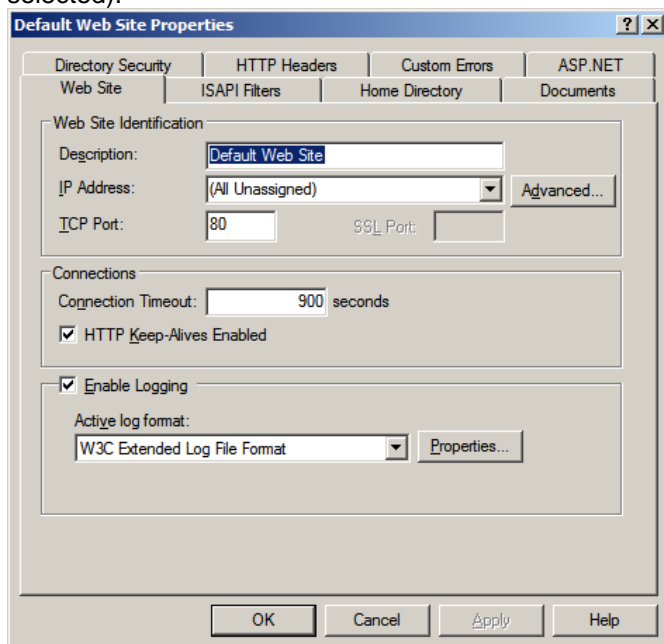 selected).
Default Web Site Properties
Directory Security HTTP Headers Custom Errors ASP.NET
Web Site ISAPI Filters Home Directory Documents
Web Site Identification
Description: Default Web Site
IP Address: (All Unassigned) Advanced...
TCP Port: 80 SSL Port:
Connections
Connection Timeout: 900 seconds
HTTP Keep-Alives Enabled
Enable Logging
Active log format:
W3C Extended Log File Format Properties...
OK Cancel Apply Help